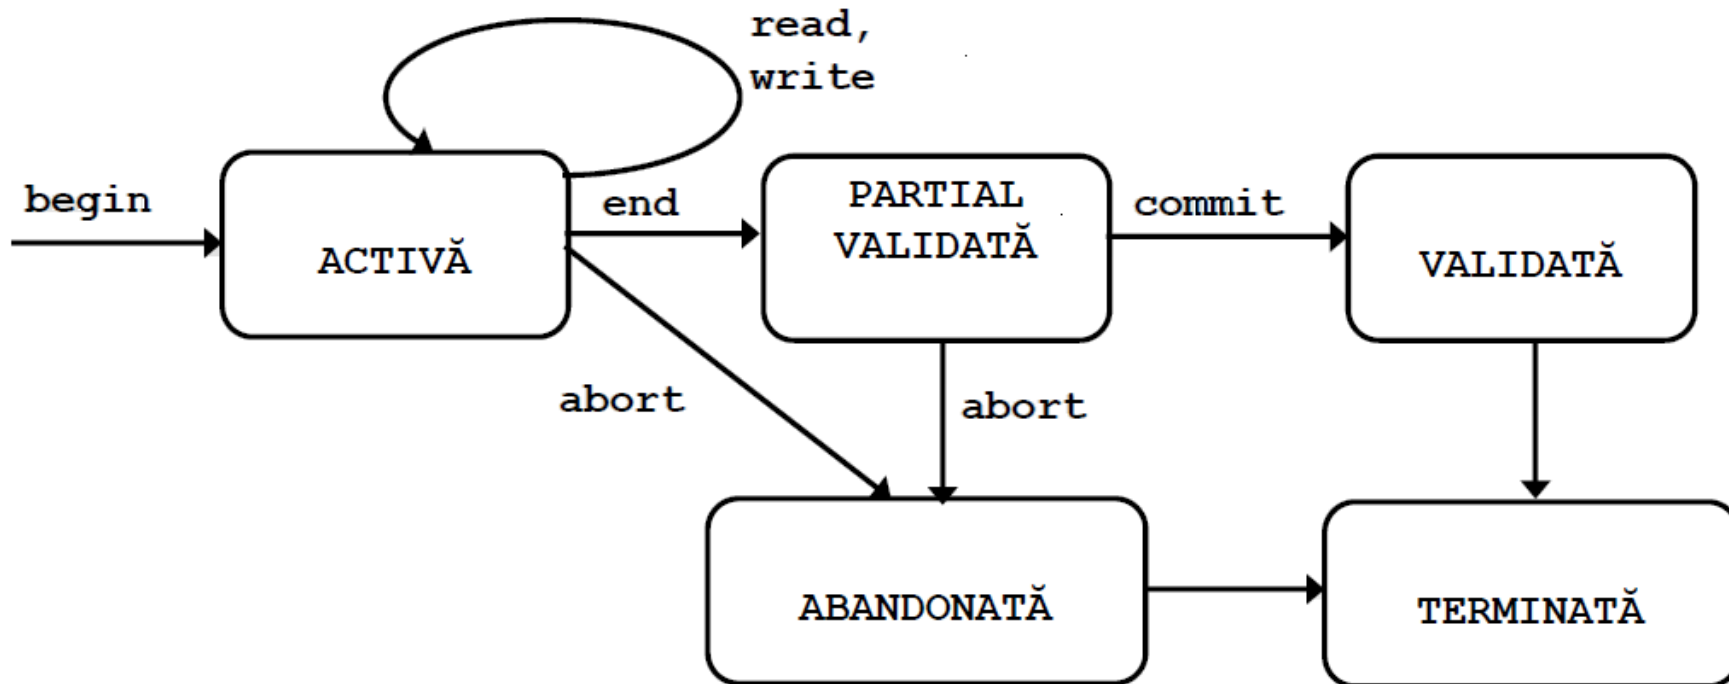 read,
write
begin
ACTIVĂ
end
PARTIAL
VALIDATĂ
commit
VALIDATĂ
abort
abort
ABANDONATĂ
TERMINATĂ